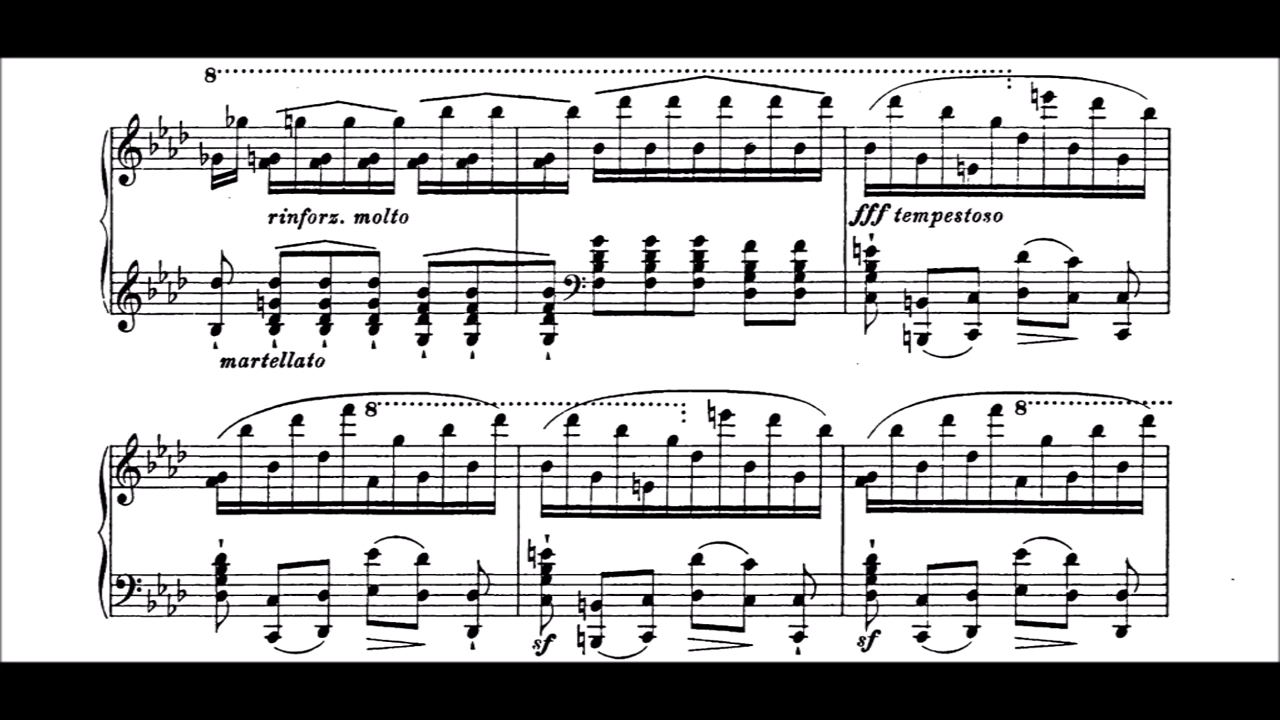 8
rinforz. molto
fff tempestoso
martellato
8
8
sf
sf